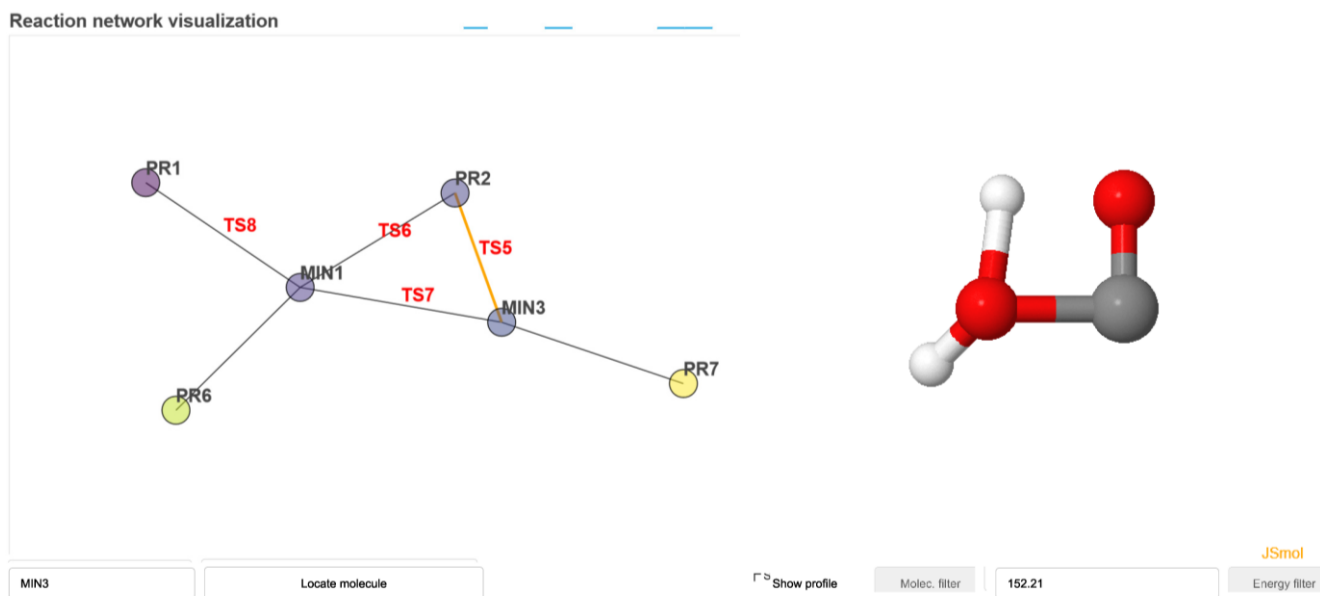 Reaction network visualization
PR1
PR2
TS8
TS6
TS5
MIN1
TS7
MIN3
PR7
PR6
JSmol
MIN3
Locate molecule
Show profile
Molec. filter
152.21
Energy filter